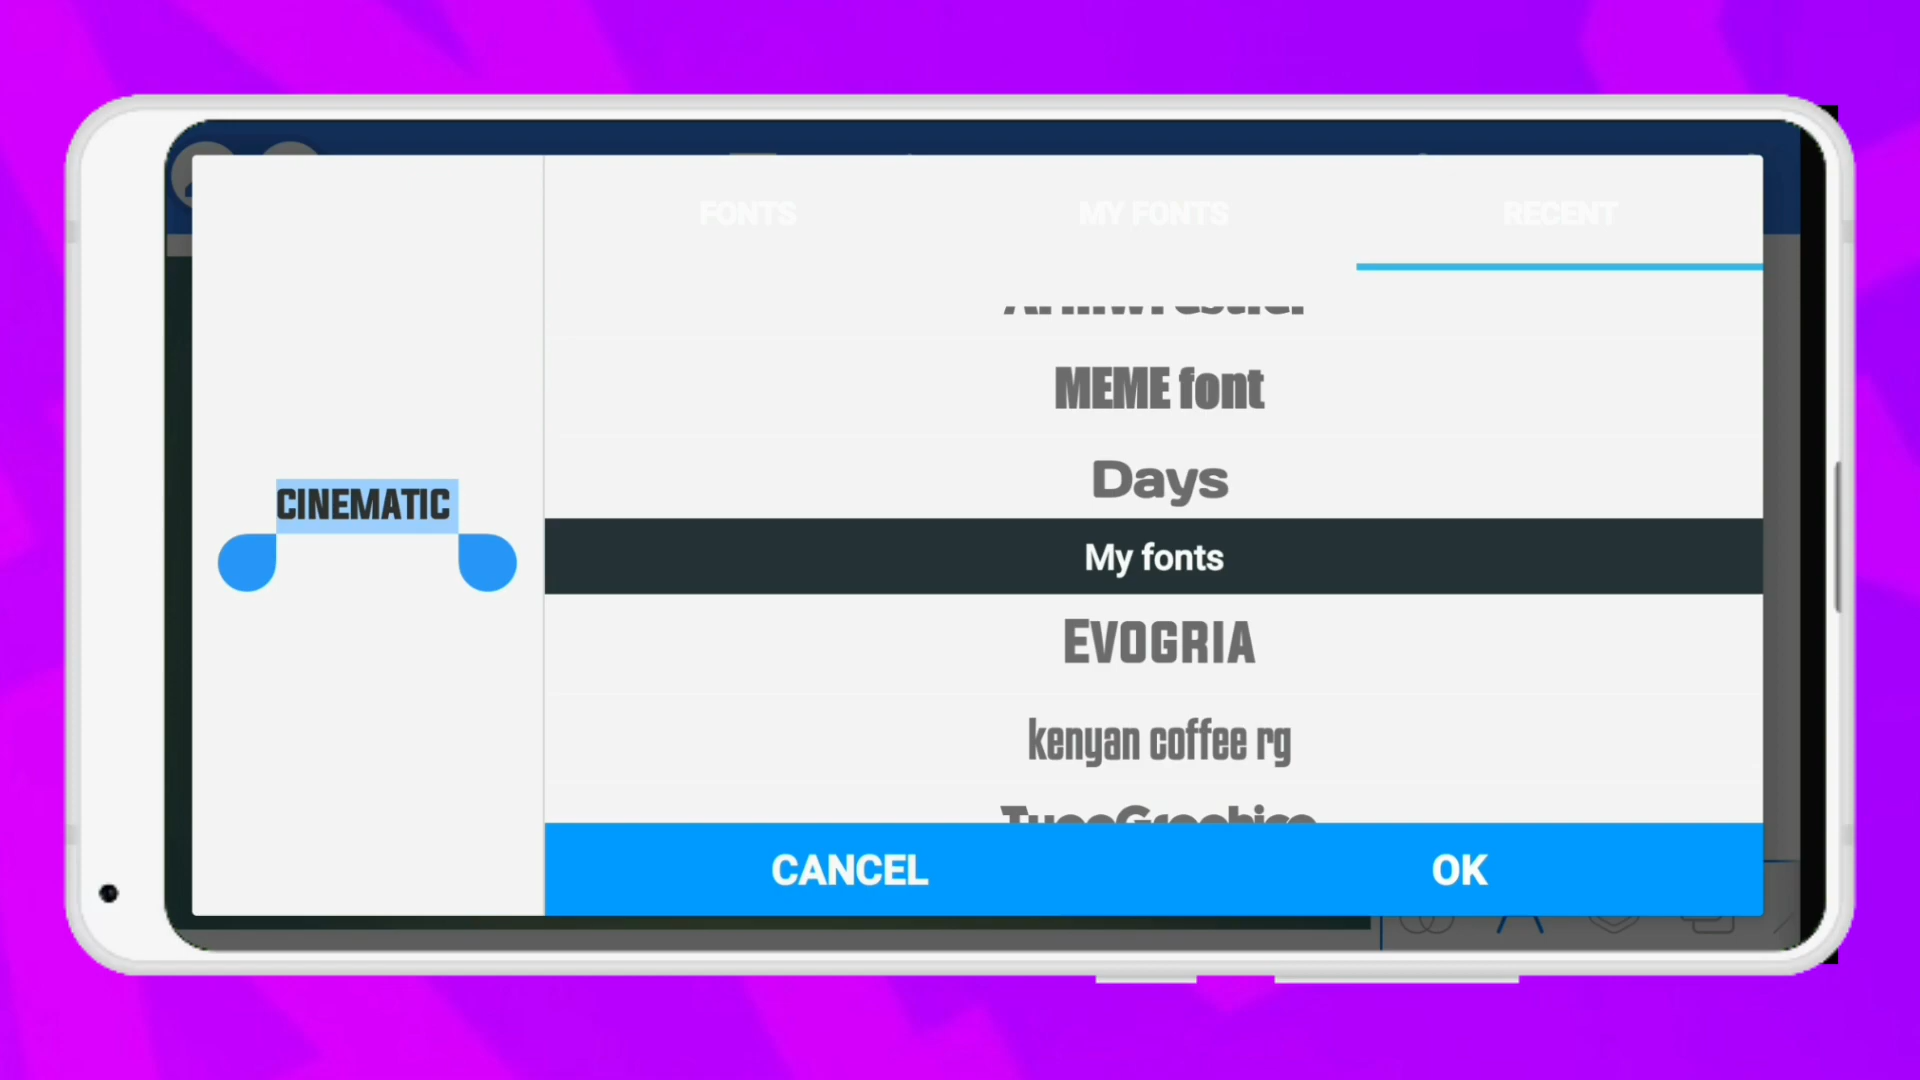 FONTS MY FONTS RECENT
MEME font
Days
CINEMATIC
My fonts
EVOGRIA
kenyan coffee rg
CANCEL OK